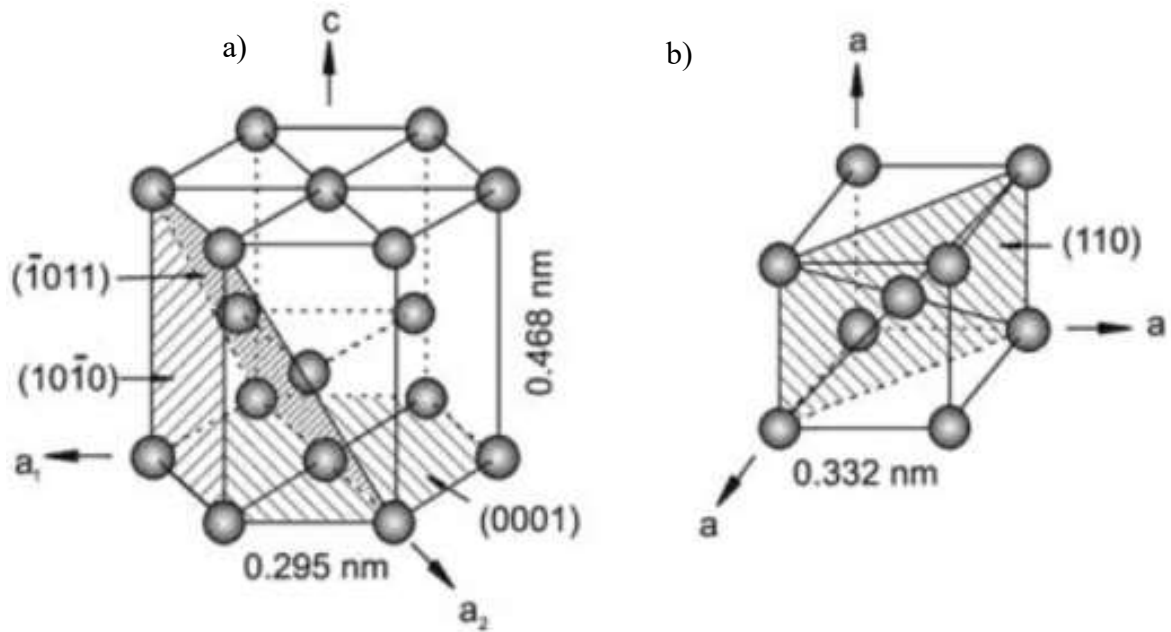 a)
c
(1̄011)
(101̄0)
a₁
0.468 nm
(0001)
0.295 nm
a₂
b)
a
(110)
a
0.332 nm
a